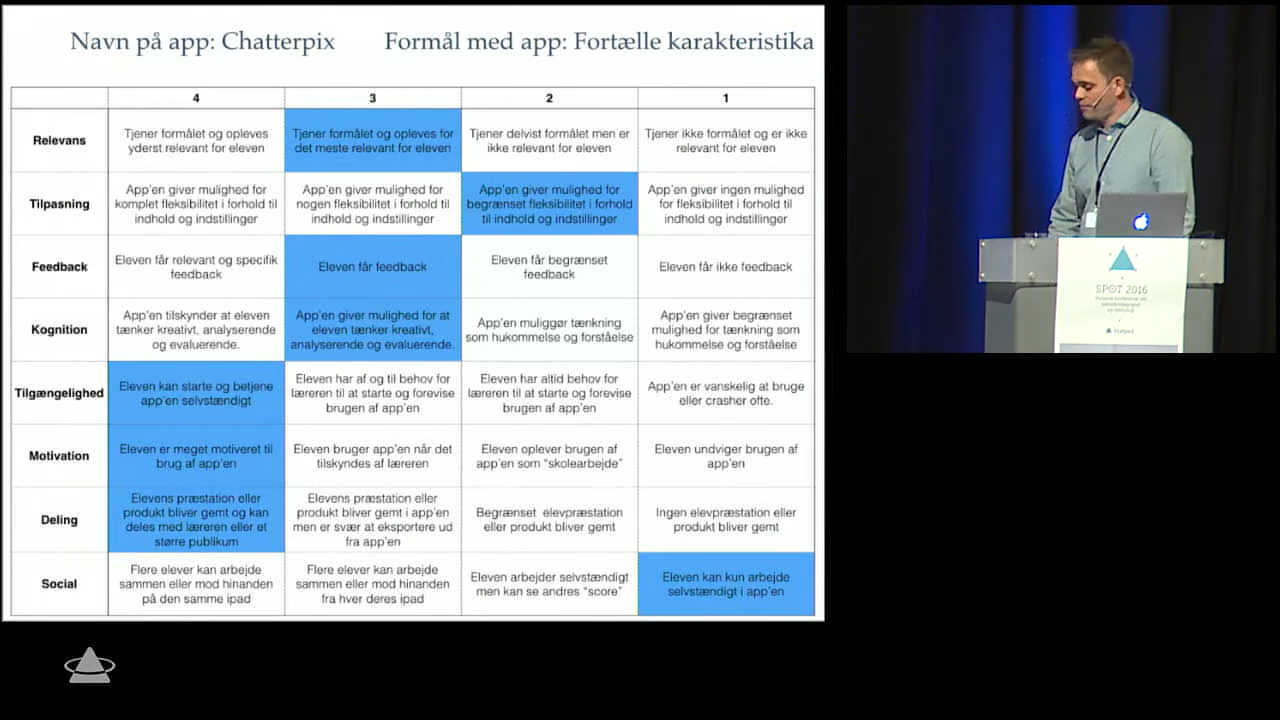 Navn på app: Chatterpix Formål med app: Fortælle karakteristika
4 3 2 1
Relevans
Tjener formålet og opleves
yderst relevant for eleven
Tjener formålet og opleves for
det meste relevant for eleven
Tjener delvist formålet men er
ikke relevant for eleven
Tjener ikke formålet og er ikke
relevant for eleven
Tilpasning
App'en giver mulighed for
komplet fleksibilitet i forhold til
indhold og indstillinger
App'en giver mulighed for
nogen fleksibilitet i forhold til
indhold og indstillinger
App'en giver mulighed for
begrænset fleksibilitet i forhold
til indhold og indstillinger
App'en giver ingen mulighed
for fleksibilitet i forhold til
indhold og indstillinger
Feedback
Eleven får relevant og specifik
feedback
Eleven får feedback
Eleven får begrænset
feedback
Eleven får ikke feedback
Kognition
App'en tilskynder at eleven
tænker kreativt, analyserende
og evaluerende.
App'en giver mulighed for at
eleven tænker kreativt,
analyserende og evaluerende.
App'en muliggør tænkning
som hukommelse og forståelse
App'en giver begrænset
mulighed for tænkning som
hukommelse og forståelse
Tilgængelighed
Eleven kan starte og betjene
app'en selvstændigt
Eleven har af og til behov for
læreren til at starte og forevise
brugen af app'en
Eleven har altid behov for
læreren til at starte og forevise
brugen af app'en
App'en er vanskelig at bruge
eller crasher ofte.
Motivation
Eleven er meget motiveret til
brug af app'en
Eleven bruger app'en når det
tilskyndes af læreren
Eleven oplever brugen af
app'en som "skolearbejde"
Eleven undviger brugen af
app'en
Deling
Elevens præstation eller
produkt bliver gemt og kan
deles med læreren eller et
større publikum
Elevens præstation eller
produkt bliver gemt i app'en
men er svær at eksportere ud
fra app'en
Begrænset elevpræstation
eller produkt bliver gemt
Ingen elevpræstation eller
produkt bliver gemt
Social
Flere elever kan arbejde
sammen eller mod hinanden
på den samme ipad
Flere elever kan arbejde
sammen eller mod hinanden
fra hver deres ipad
Eleven arbejder selvstændigt
men kan se andres "score"
Eleven kan kun arbejde
selvstændigt i app'en
SPOT 2016